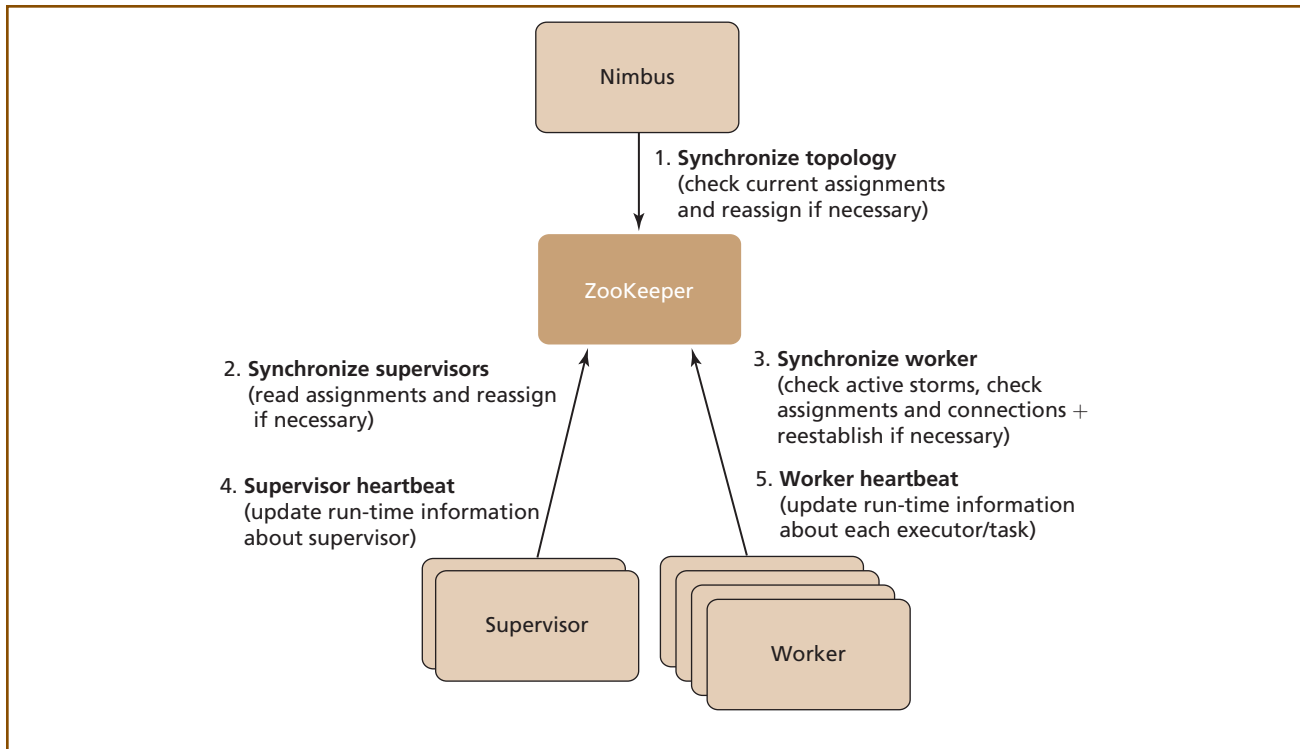 Nimbus
1. Synchronize topology
(check current assignments
and reassign if necessary)
ZooKeeper
2. Synchronize supervisors
(read assignments and reassign
if necessary)
3. Synchronize worker
(check active storms, check
assignments and connections +
reestablish if necessary)
4. Supervisor heartbeat
(update run-time information
about supervisor)
5. Worker heartbeat
(update run-time information
about each executor/task)
Supervisor
Worker